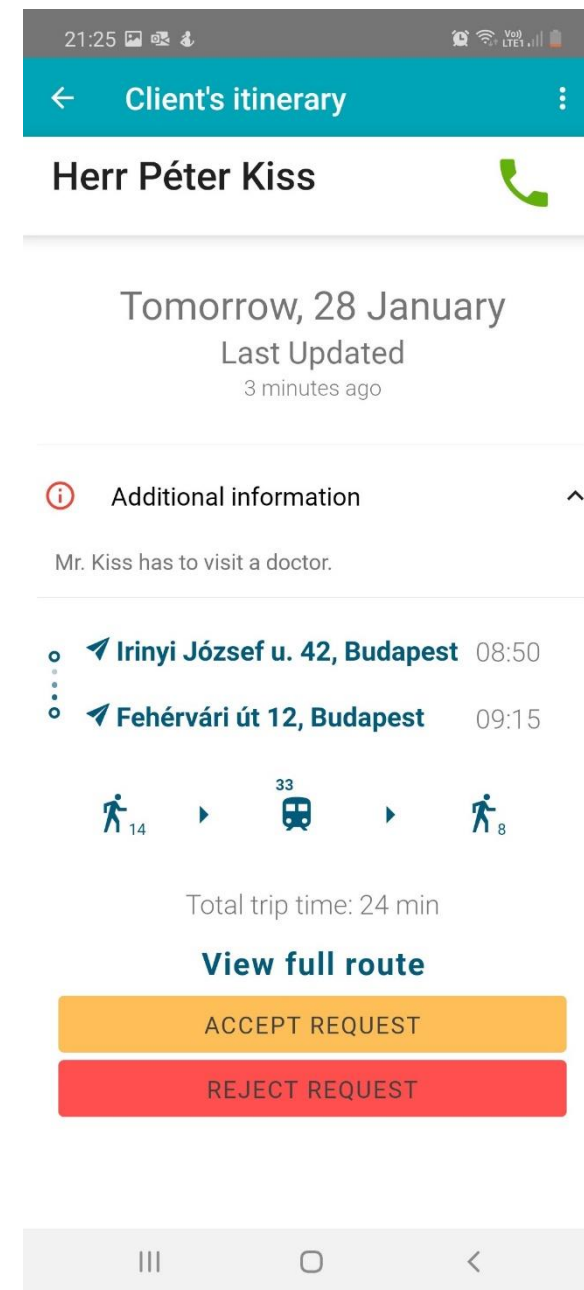 21:25
Vo))
LTE1
Client's itinerary
Herr Péter Kiss
Tomorrow, 28 January
Last Updated
3 minutes ago
Additional information
Mr. Kiss has to visit a doctor.
Irinyi József u. 42, Budapest 08:50
Fehérvári út 12, Budapest 09:15
33
14 8
Total trip time: 24 min
View full route
ACCEPT REQUEST
REJECT REQUEST